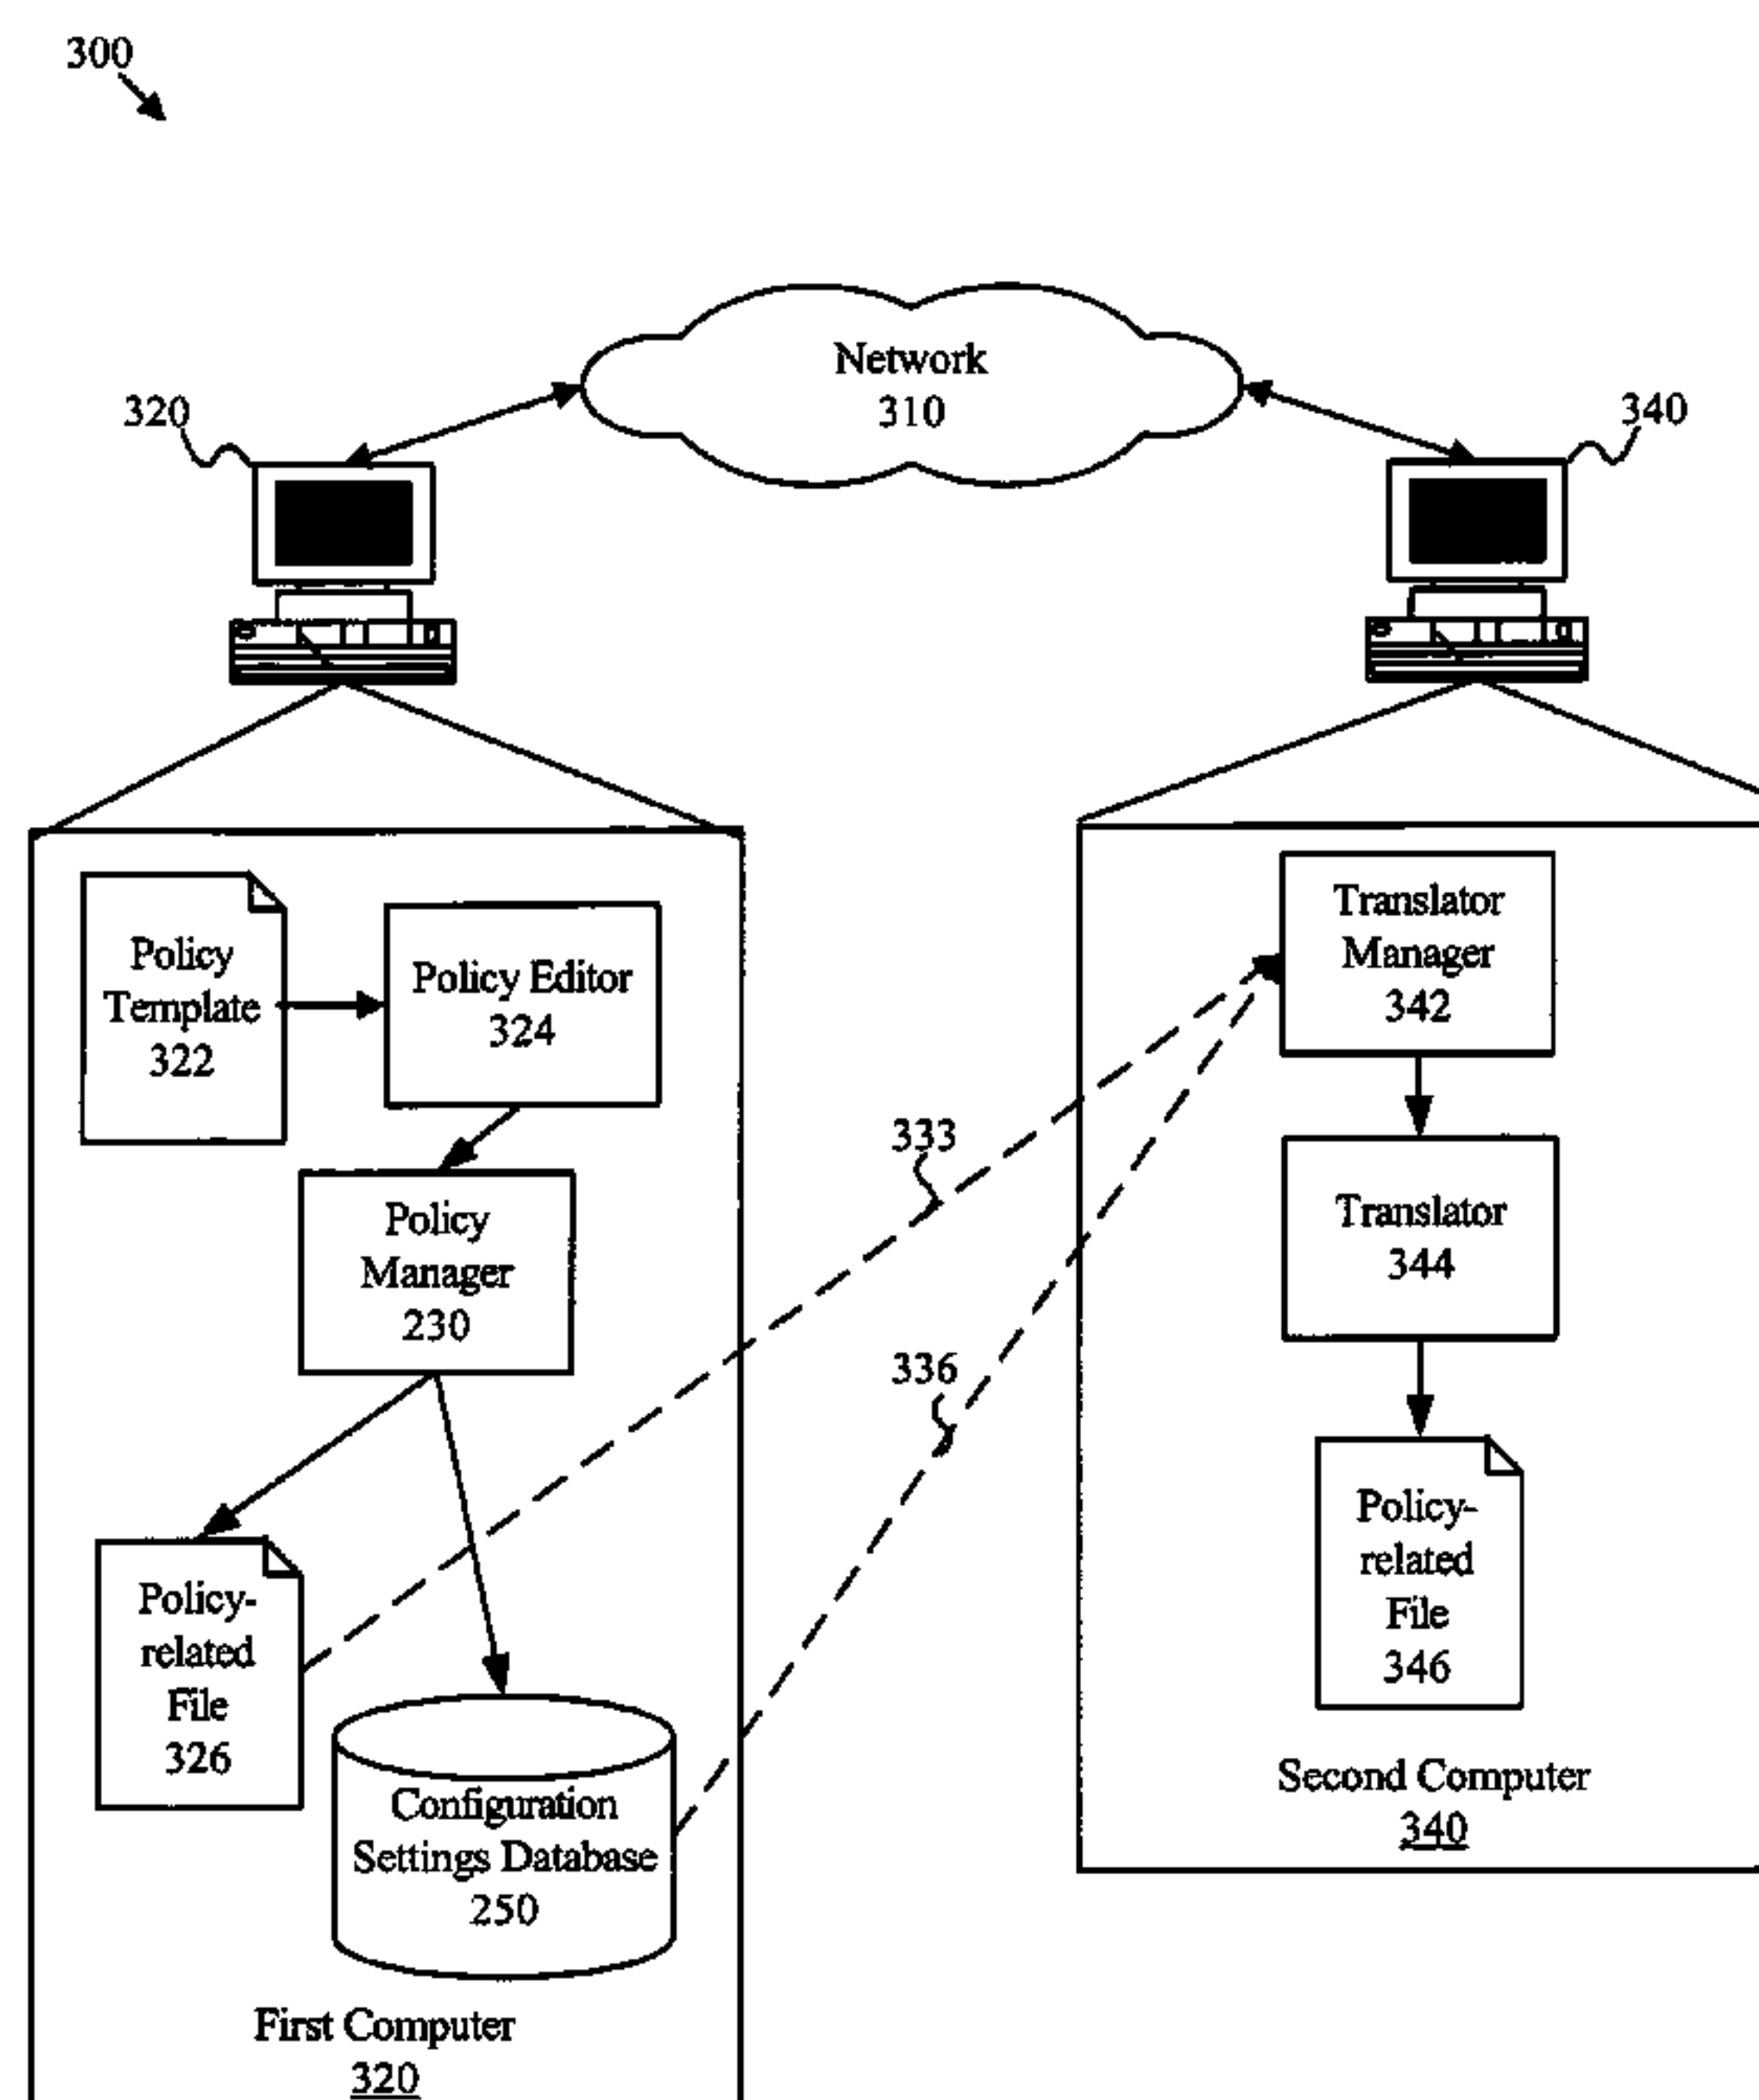 300
Network
310
320
340
Policy
Template
322
Policy Editor
324
Policy
Manager
230
Policy-
related
File
326
Configuration
Settings Database
250
First Computer
320
333
336
Translator
Manager
342
Translator
344
Policy-
related
File
346
Second Computer
340